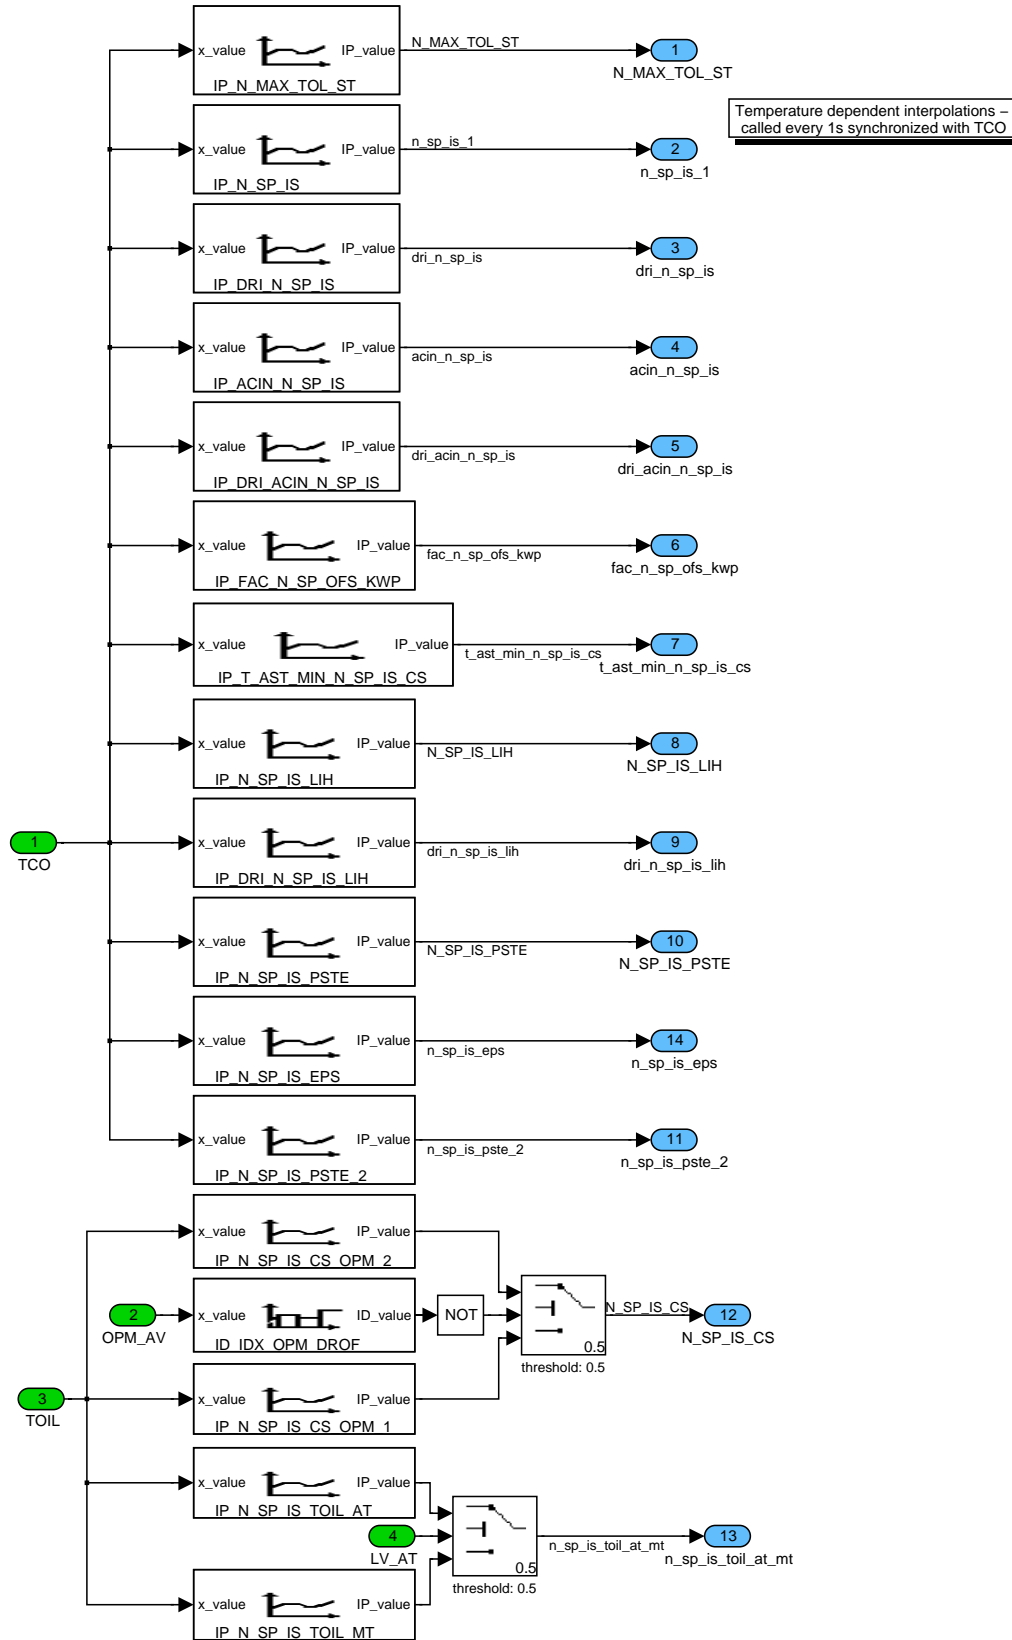 x_value IP_value N_MAX_TOL_ST 1
IP_N_MAX_TOL_ST N_MAX_TOL_ST
Temperature dependent interpolations –
called every 1s synchronized with TCO
x_value IP_value n_sp_is_1 2
IP_N_SP_IS n_sp_is_1
x_value IP_value dri_n_sp_is 3
IP_DRI_N_SP_IS dri_n_sp_is
x_value IP_value acin_n_sp_is 4
IP_ACIN_N_SP_IS acin_n_sp_is
x_value IP_value dri_acin_n_sp_is 5
IP_DRI_ACIN_N_SP_IS dri_acin_n_sp_is
x_value IP_value fac_n_sp_ofs_kwp 6
IP_FAC_N_SP_OFS_KWP fac_n_sp_ofs_kwp
x_value IP_value t_ast_min_n_sp_is_cs 7
IP_T_AST_MIN_N_SP_IS_CS t_ast_min_n_sp_is_cs
x_value IP_value N_SP_IS_LIH 8
IP_N_SP_IS_LIH N_SP_IS_LIH
1 x_value IP_value dri_n_sp_is_lih 9
TCO IP_DRI_N_SP_IS_LIH dri_n_sp_is_lih
x_value IP_value N_SP_IS_PSTE 10
IP_N_SP_IS_PSTE N_SP_IS_PSTE
x_value IP_value n_sp_is_eps 14
IP_N_SP_IS_EPS n_sp_is_eps
x_value IP_value n_sp_is_pste_2 11
IP_N_SP_IS_PSTE_2 n_sp_is_pste_2
x_value IP_value
IP_N_SP_IS_CS_OPM_2
2 x_value ID_value NOT N_SP_IS_CS 12
OPM_AV ID_IDX_OPM_DROF 0.5 N_SP_IS_CS
threshold: 0.5
3 x_value IP_value
TOIL IP_N_SP_IS_CS_OPM_1
x_value IP_value
IP_N_SP_IS_TOIL_AT
4 n_sp_is_toil_at_mt 13
LV_AT 0.5 n_sp_is_toil_at_mt
threshold: 0.5
x_value IP_value
IP_N_SP_IS_TOIL_MT